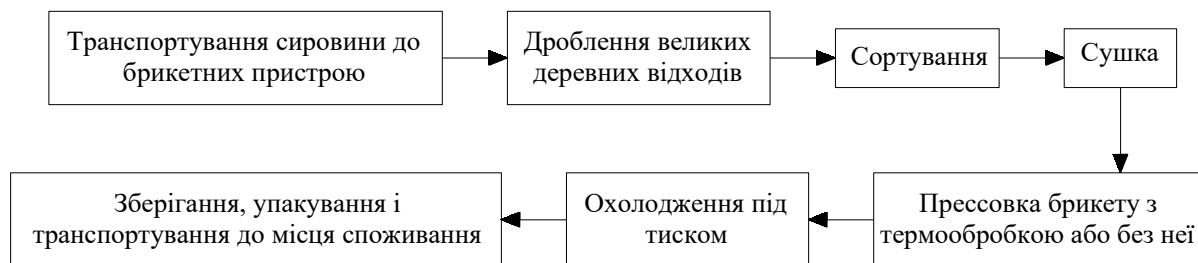 Транспортування сировини до
брикетних пристрою
Дроблення великих
деревних відходів
Сортування
Сушка
Прессовка брикету з
термообробкою або без неї
Охолодження під
тиском
Зберігання, упакування і
транспортування до місця споживання